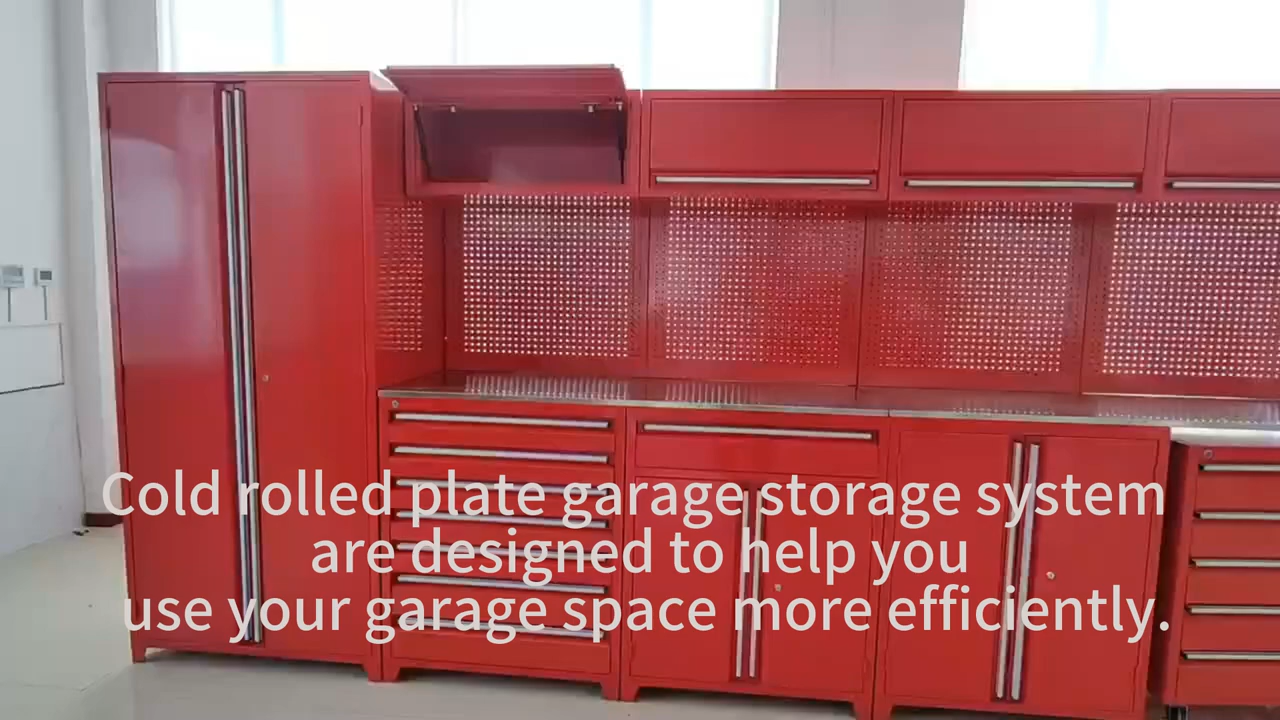 Cold rolled plate garage storage system
are designed to help you
use your garage space more efficiently.